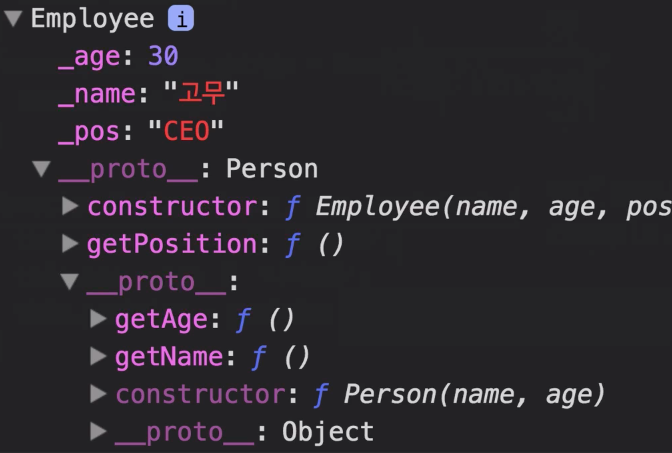 ▼ Employee i
_age: 30
_name: "고무"
_pos: "CEO"
▼ __proto__: Person
▶ constructor: ƒ Employee(name, age, pos
▶ getPosition: ƒ ()
▼ __proto__:
▶ getAge: ƒ ()
▶ getName: ƒ ()
▶ constructor: ƒ Person(name, age)
▶ __proto__: Object